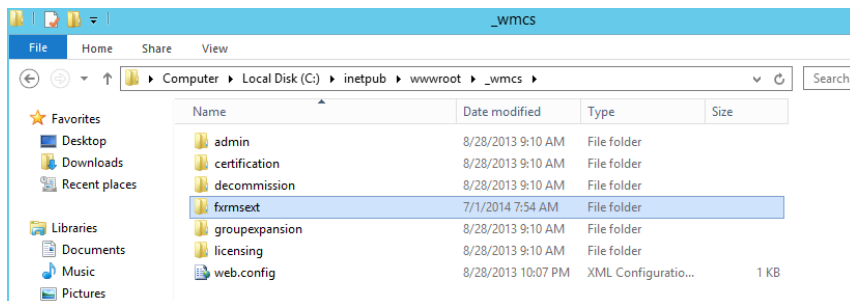 _wmcs
File Home Share View
Computer Local Disk (C:) inetpub wwwroot _wmcs Search
Name Date modified Type Size
Favorites
Desktop
Downloads
Recent places
Libraries
Documents
Music
Pictures
admin 8/28/2013 9:10 AM File folder
certification 8/28/2013 9:10 AM File folder
decommission 8/28/2013 9:10 AM File folder
fxrmsext 7/1/2014 7:54 AM File folder
groupexpansion 8/28/2013 9:10 AM File folder
licensing 8/28/2013 9:10 AM File folder
web.config 8/28/2013 10:07 PM XML Configuratio... 1 KB